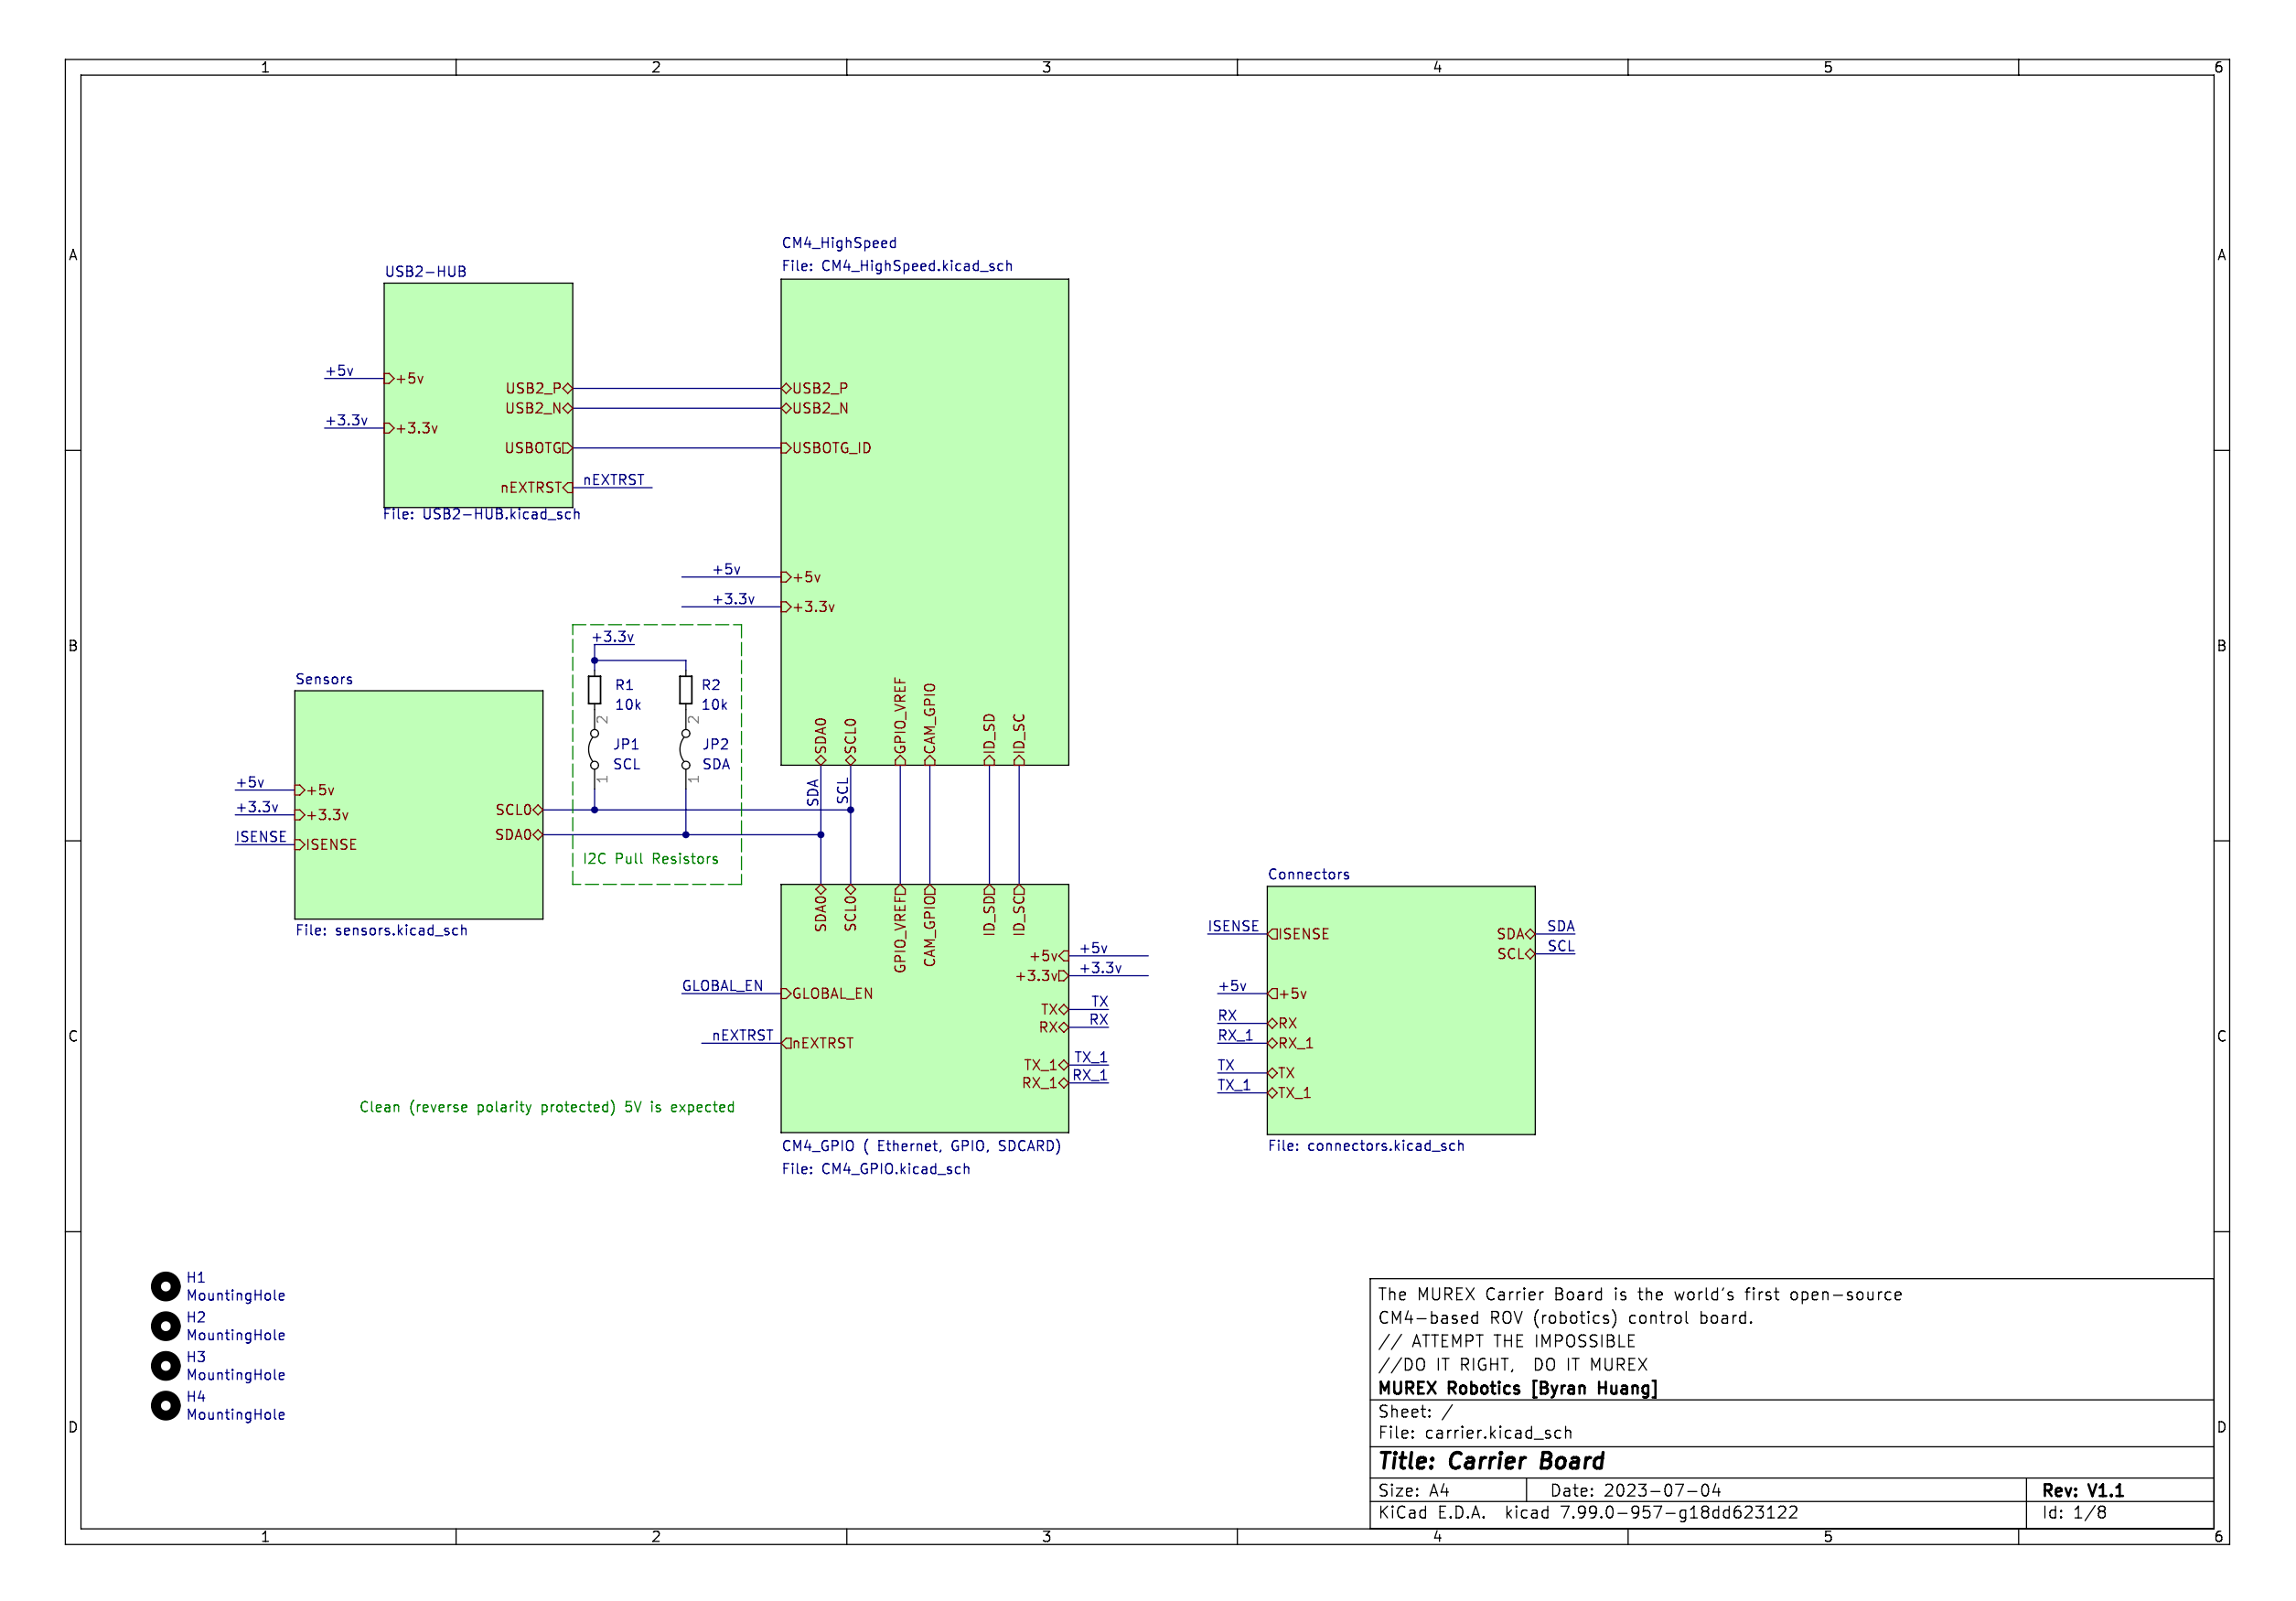 1 2 3 4 5 6
A A
B B
C C
D D
USB2-HUB
+5v +5v
+3.3v +3.3v
USB2_P
USB2_N
USBOTG
nEXTRST nEXTRST
File: USB2-HUB.kicad_sch
CM4_HighSpeed
File: CM4_HighSpeed.kicad_sch
USB2_P
USB2_N
USBOTG_ID
+5v +5v
+3.3v +3.3v
SDA0 SCL0 GPIO_VREF CAM_GPIO ID_SD ID_SC
SDA SCL
+3.3v
R1
10k
R2
10k
2 2
JP1
SCL
JP2
SDA
1 1
I2C Pull Resistors
Sensors
+5v +5v
+3.3v +3.3v
ISENSE ISENSE
SCL0
SDA0
File: sensors.kicad_sch
SDA0 SCL0 GPIO_VREF CAM_GPIO ID_SD ID_SC
+5v +5v
+3.3v +3.3v
GLOBAL_EN GLOBAL_EN
TX TX
RX RX
nEXTRST nEXTRST
TX_1 TX_1
RX_1 RX_1
CM4_GPIO ( Ethernet, GPIO, SDCARD)
File: CM4_GPIO.kicad_sch
Clean (reverse polarity protected) 5V is expected
Connectors
ISENSE ISENSE
SDA SDA
SCL SCL
+5v +5v
RX RX
RX_1 RX_1
TX TX
TX_1 TX_1
File: connectors.kicad_sch
H1
MountingHole
H2
MountingHole
H3
MountingHole
H4
MountingHole
The MUREX Carrier Board is the world's first open-source
CM4-based ROV (robotics) control board.
// ATTEMPT THE IMPOSSIBLE
//DO IT RIGHT,  DO IT MUREX
MUREX Robotics [Byran Huang]
Sheet: /
File: carrier.kicad_sch
Title: Carrier Board
Size: A4 Date: 2023-07-04 Rev: V1.1
KiCad E.D.A.  kicad 7.99.0-957-g18dd623122 Id: 1/8
1 2 3 4 5 6